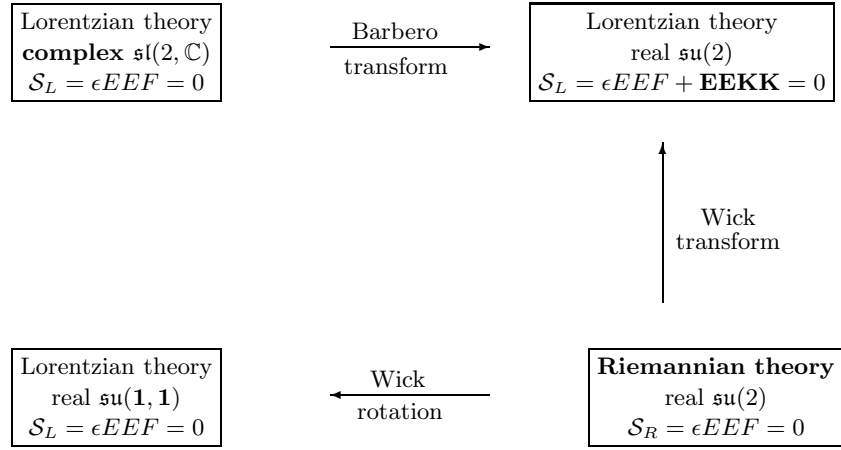 Lorentzian theory
complex 𝔰𝔩(2, ℂ)
𝒮_L = ϵEEF = 0
Barbero
transform
Lorentzian theory
real 𝔰𝔲(2)
𝒮_L = ϵEEF + EEKK = 0
Wick
transform
Lorentzian theory
real 𝔰𝔲(1, 1)
𝒮_L = ϵEEF = 0
Wick
rotation
Riemannian theory
real 𝔰𝔲(2)
𝒮_R = ϵEEF = 0